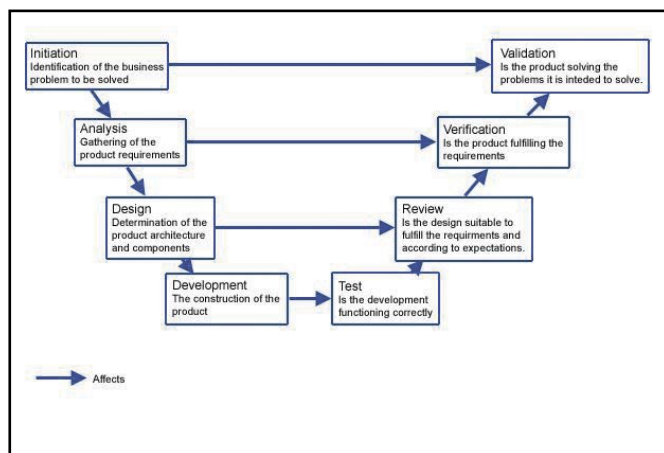 Initiation
Identification of the business
problem to be solved
Validation
Is the product solving the
problems it is inteded to solve.
Analysis
Gathering of the
product requirements
Verification
Is the product fulfilling the
requirements
Design
Determination of the
product architecture
and components
Review
Is the design suitable to
fulfill the requirments and
according to expectations.
Development
The construction of the
product
Test
Is the development
functioning correctly
Affects